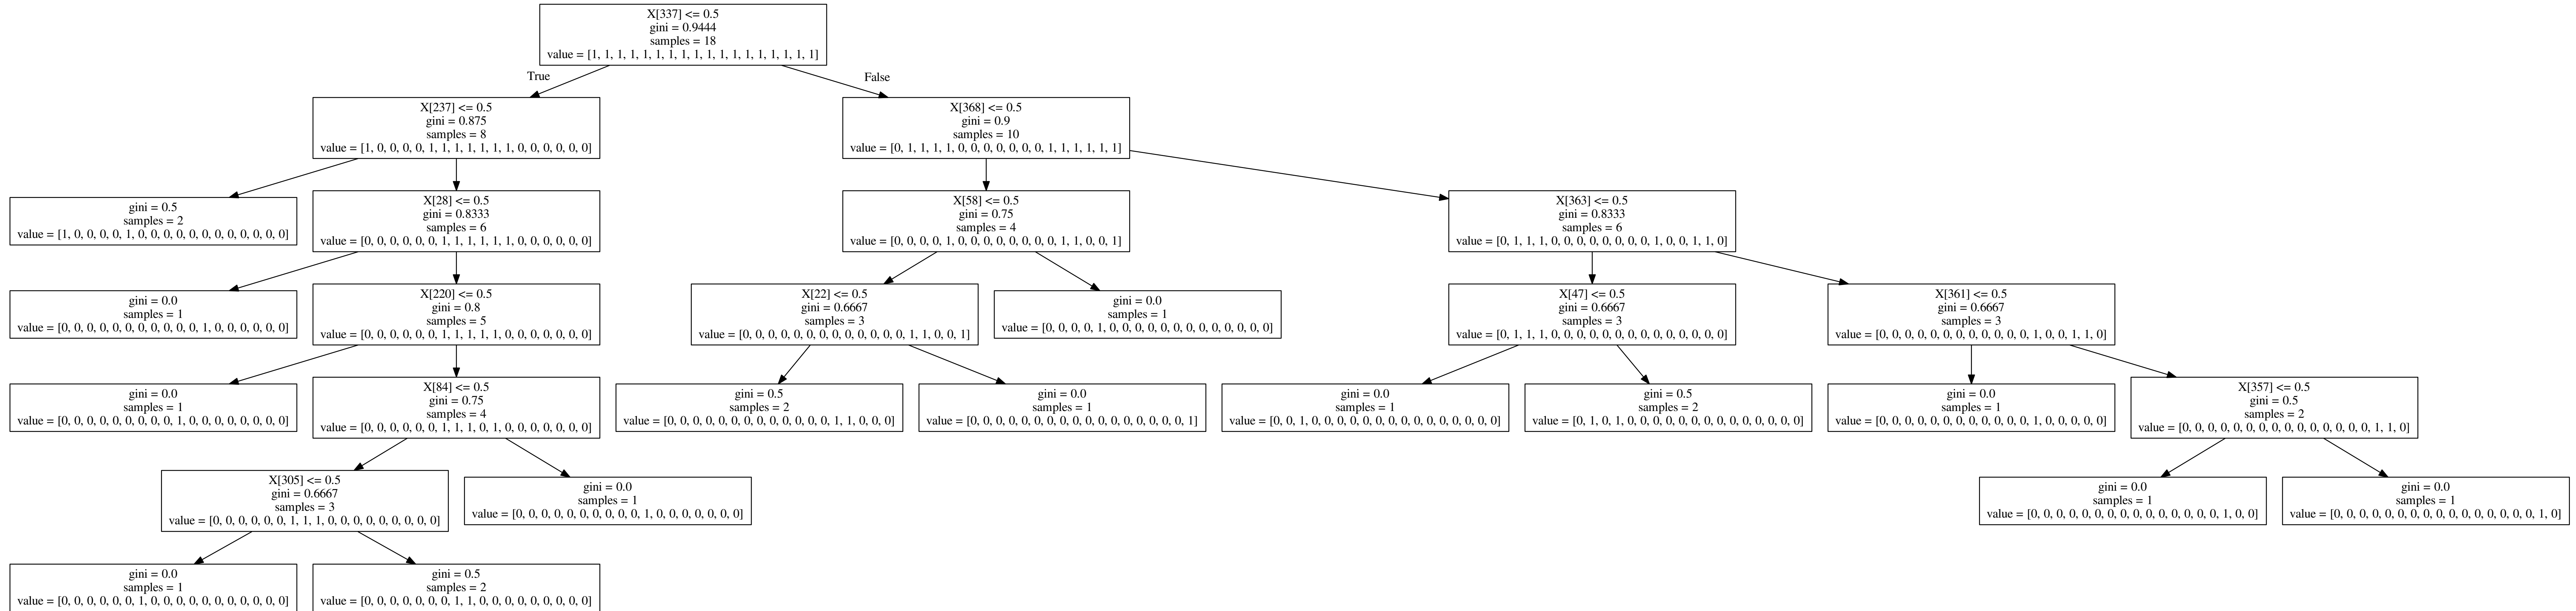 X[337] <= 0.5
gini = 0.9444
samples = 18
value = [1, 1, 1, 1, 1, 1, 1, 1, 1, 1, 1, 1, 1, 1, 1, 1, 1, 1]
True
False
X[237] <= 0.5
gini = 0.875
samples = 8
value = [1, 0, 0, 0, 0, 1, 1, 1, 1, 1, 1, 1, 0, 0, 0, 0, 0, 0]
X[368] <= 0.5
gini = 0.9
samples = 10
value = [0, 1, 1, 1, 1, 0, 0, 0, 0, 0, 0, 0, 1, 1, 1, 1, 1, 1]
gini = 0.5
samples = 2
value = [1, 0, 0, 0, 0, 1, 0, 0, 0, 0, 0, 0, 0, 0, 0, 0, 0, 0]
X[28] <= 0.5
gini = 0.8333
samples = 6
value = [0, 0, 0, 0, 0, 0, 1, 1, 1, 1, 1, 1, 0, 0, 0, 0, 0, 0]
X[58] <= 0.5
gini = 0.75
samples = 4
value = [0, 0, 0, 0, 1, 0, 0, 0, 0, 0, 0, 0, 0, 1, 1, 0, 0, 1]
X[363] <= 0.5
gini = 0.8333
samples = 6
value = [0, 1, 1, 1, 0, 0, 0, 0, 0, 0, 0, 0, 1, 0, 0, 1, 1, 0]
gini = 0.0
samples = 1
value = [0, 0, 0, 0, 0, 0, 0, 0, 0, 0, 0, 1, 0, 0, 0, 0, 0, 0]
X[220] <= 0.5
gini = 0.8
samples = 5
value = [0, 0, 0, 0, 0, 0, 1, 1, 1, 1, 1, 0, 0, 0, 0, 0, 0, 0]
X[22] <= 0.5
gini = 0.6667
samples = 3
value = [0, 0, 0, 0, 0, 0, 0, 0, 0, 0, 0, 0, 0, 1, 1, 0, 0, 1]
gini = 0.0
samples = 1
value = [0, 0, 0, 0, 1, 0, 0, 0, 0, 0, 0, 0, 0, 0, 0, 0, 0, 0]
X[47] <= 0.5
gini = 0.6667
samples = 3
value = [0, 1, 1, 1, 0, 0, 0, 0, 0, 0, 0, 0, 0, 0, 0, 0, 0, 0]
X[361] <= 0.5
gini = 0.6667
samples = 3
value = [0, 0, 0, 0, 0, 0, 0, 0, 0, 0, 0, 0, 1, 0, 0, 1, 1, 0]
gini = 0.0
samples = 1
value = [0, 0, 0, 0, 0, 0, 0, 0, 0, 1, 0, 0, 0, 0, 0, 0, 0, 0]
X[84] <= 0.5
gini = 0.75
samples = 4
value = [0, 0, 0, 0, 0, 0, 1, 1, 1, 0, 1, 0, 0, 0, 0, 0, 0, 0]
gini = 0.5
samples = 2
value = [0, 0, 0, 0, 0, 0, 0, 0, 0, 0, 0, 0, 0, 1, 1, 0, 0, 0]
gini = 0.0
samples = 1
value = [0, 0, 0, 0, 0, 0, 0, 0, 0, 0, 0, 0, 0, 0, 0, 0, 0, 1]
gini = 0.0
samples = 1
value = [0, 0, 1, 0, 0, 0, 0, 0, 0, 0, 0, 0, 0, 0, 0, 0, 0, 0]
gini = 0.5
samples = 2
value = [0, 1, 0, 1, 0, 0, 0, 0, 0, 0, 0, 0, 0, 0, 0, 0, 0, 0]
gini = 0.0
samples = 1
value = [0, 0, 0, 0, 0, 0, 0, 0, 0, 0, 0, 0, 1, 0, 0, 0, 0, 0]
X[357] <= 0.5
gini = 0.5
samples = 2
value = [0, 0, 0, 0, 0, 0, 0, 0, 0, 0, 0, 0, 0, 0, 0, 1, 1, 0]
X[305] <= 0.5
gini = 0.6667
samples = 3
value = [0, 0, 0, 0, 0, 0, 1, 1, 1, 0, 0, 0, 0, 0, 0, 0, 0, 0]
gini = 0.0
samples = 1
value = [0, 0, 0, 0, 0, 0, 0, 0, 0, 0, 1, 0, 0, 0, 0, 0, 0, 0]
gini = 0.0
samples = 1
value = [0, 0, 0, 0, 0, 0, 0, 0, 0, 0, 0, 0, 0, 0, 0, 1, 0, 0]
gini = 0.0
samples = 1
value = [0, 0, 0, 0, 0, 0, 0, 0, 0, 0, 0, 0, 0, 0, 0, 0, 1, 0]
gini = 0.0
samples = 1
value = [0, 0, 0, 0, 0, 0, 1, 0, 0, 0, 0, 0, 0, 0, 0, 0, 0, 0]
gini = 0.5
samples = 2
value = [0, 0, 0, 0, 0, 0, 0, 1, 1, 0, 0, 0, 0, 0, 0, 0, 0, 0]